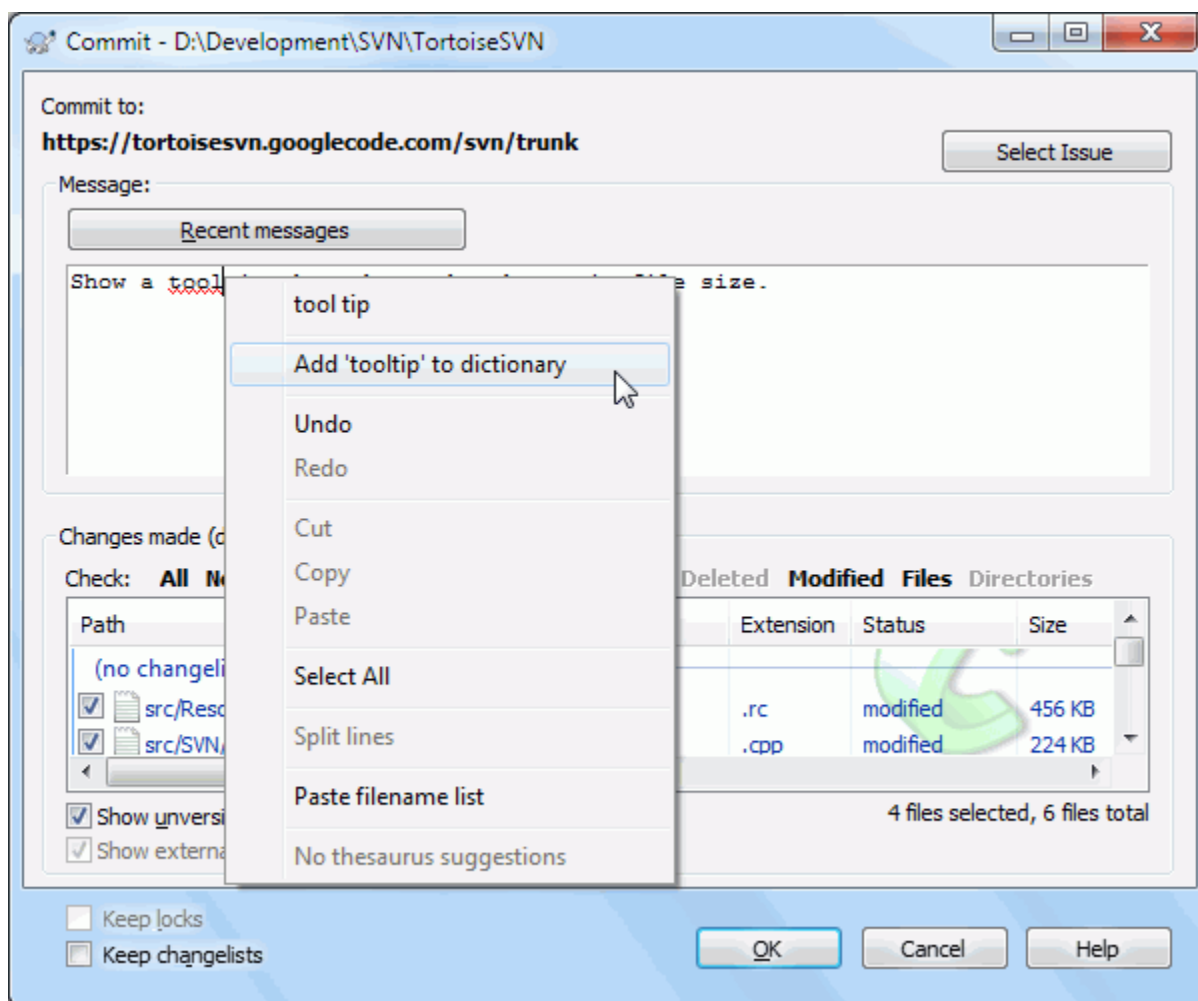 Commit - D:\Development\SVN\TortoiseSVN
Commit to:
https://tortoisesvn.googlecode.com/svn/trunk
Select Issue
Message:
Recent messages
Show a tool size.
tool tip
Add 'tooltip' to dictionary
Undo
Redo
Cut
Copy
Paste
Select All
Split lines
Paste filename list
No thesaurus suggestions
Changes made (d
Check: All No Deleted Modified Files Directories
Path Extension Status Size
(no changeli
src/Reso .rc modified 456 KB
src/SVN/ .cpp modified 224 KB
Show unversi
4 files selected, 6 files total
Show externa
Keep locks
Keep changelists
OK Cancel Help